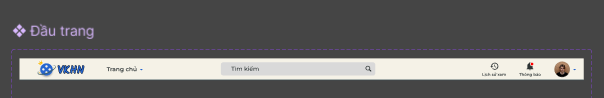 Đầu trang
VKHN Trang chủ Tìm kiếm Lịch sử xem Thông báo